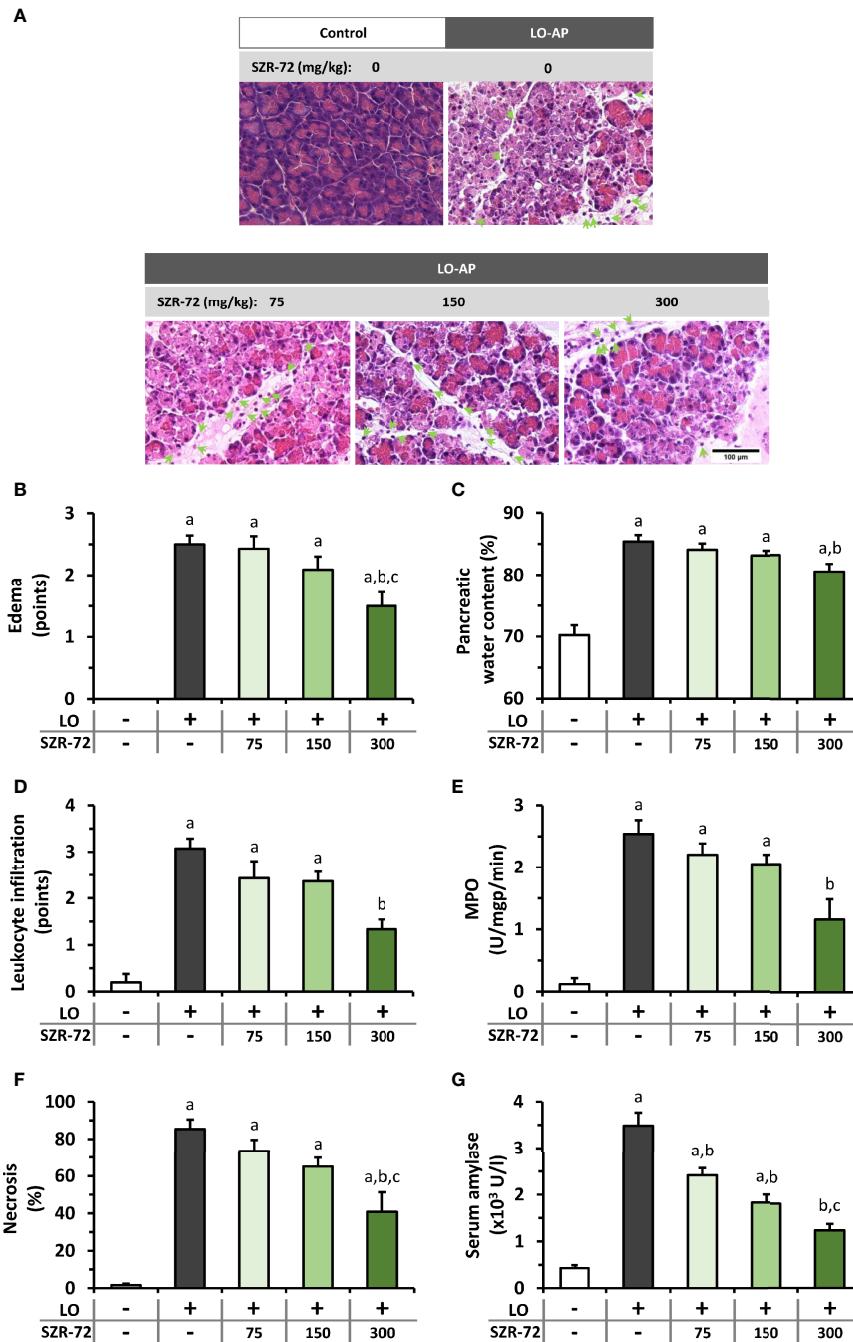 A
Control LO-AP
SZR-72 (mg/kg): 0 0
LO-AP
SZR-72 (mg/kg): 75 150 300
100 µm
B
Edema
(points)
3
2
1
0
a a a a,b,c
LO - + + + +
SZR-72 - - 75 150 300
C
Pancreatic
water content (%)
90
80
70
60
a a a a,b
LO - + + + +
SZR-72 - - 75 150 300
D
Leukocyte infiltration
(points)
4
3
2
1
0
a a a b
LO - + + + +
SZR-72 - - 75 150 300
E
MPO
(U/mgp/min)
3
2
1
0
a a a b
LO - + + + +
SZR-72 - - 75 150 300
F
Necrosis
(%)
100
80
60
40
20
0
a a a a,b,c
LO - + + + +
SZR-72 - - 75 150 300
G
Serum amylase
(x10³ U/l)
4
3
2
1
0
a a,b a,b b,c
LO - + + + +
SZR-72 - - 75 150 300